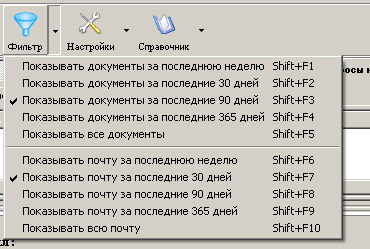 Фильтр Настройки Справочник
Показывать документы за последнюю неделю Shift+F1
Показывать документы за последние 30 дней Shift+F2
Показывать документы за последние 90 дней Shift+F3
Показывать документы за последние 365 дней Shift+F4
Показывать все документы Shift+F5
Показывать почту за последнюю неделю Shift+F6
Показывать почту за последние 30 дней Shift+F7
Показывать почту за последние 90 дней Shift+F8
Показывать почту за последние 365 дней Shift+F9
Показывать всю почту Shift+F10